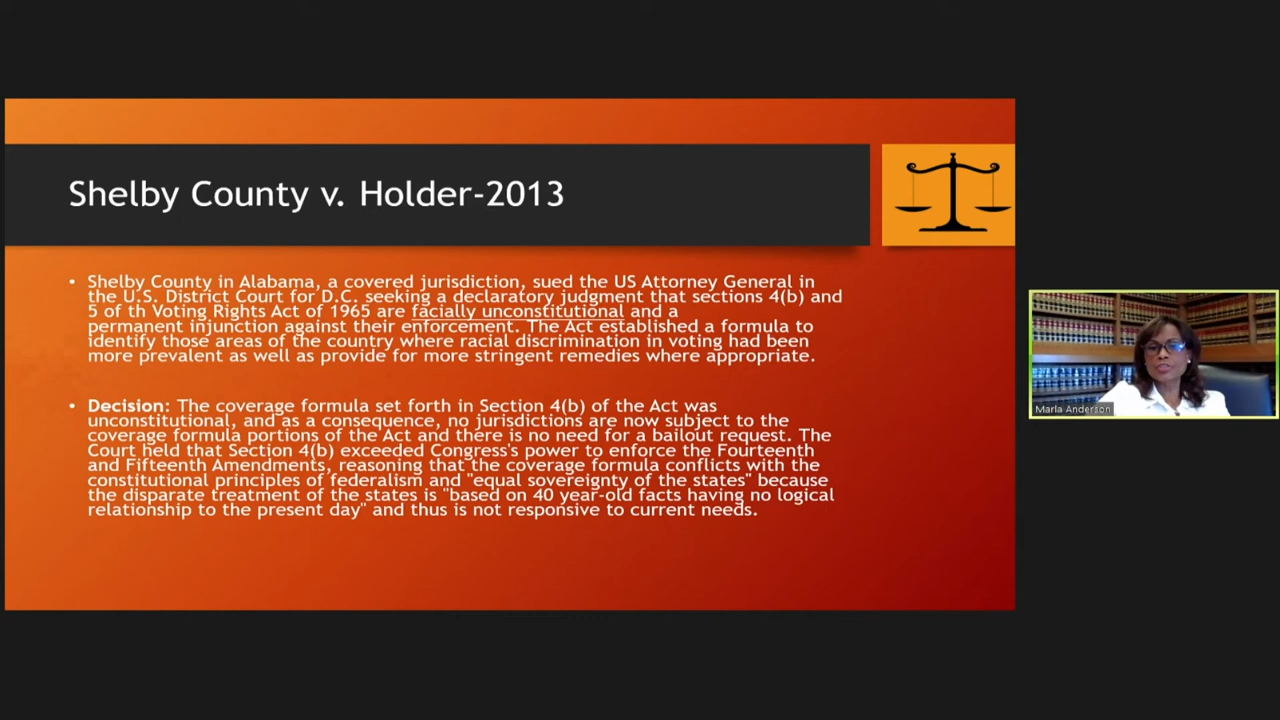 Shelby County v. Holder-2013
• Shelby County in Alabama, a covered jurisdiction, sued the US Attorney General in
the U.S. District Court for D.C. seeking a declaratory judgment that sections 4(b) and
5 of th Voting Rights Act of 1965 are facially unconstitutional and a
permanent injunction against their enforcement. The Act established a formula to
identify those areas of the country where racial discrimination in voting had been
more prevalent as well as provide for more stringent remedies where appropriate.
• Decision: The coverage formula set forth in Section 4(b) of the Act was
unconstitutional, and as a consequence, no jurisdictions are now subject to the
coverage formula portions of the Act and there is no need for a bailout request. The
Court held that Section 4(b) exceeded Congress's power to enforce the Fourteenth
and Fifteenth Amendments, reasoning that the coverage formula conflicts with the
constitutional principles of federalism and "equal sovereignty of the states" because
the disparate treatment of the states is "based on 40 year-old facts having no logical
relationship to the present day" and thus is not responsive to current needs.
Marla Anderson